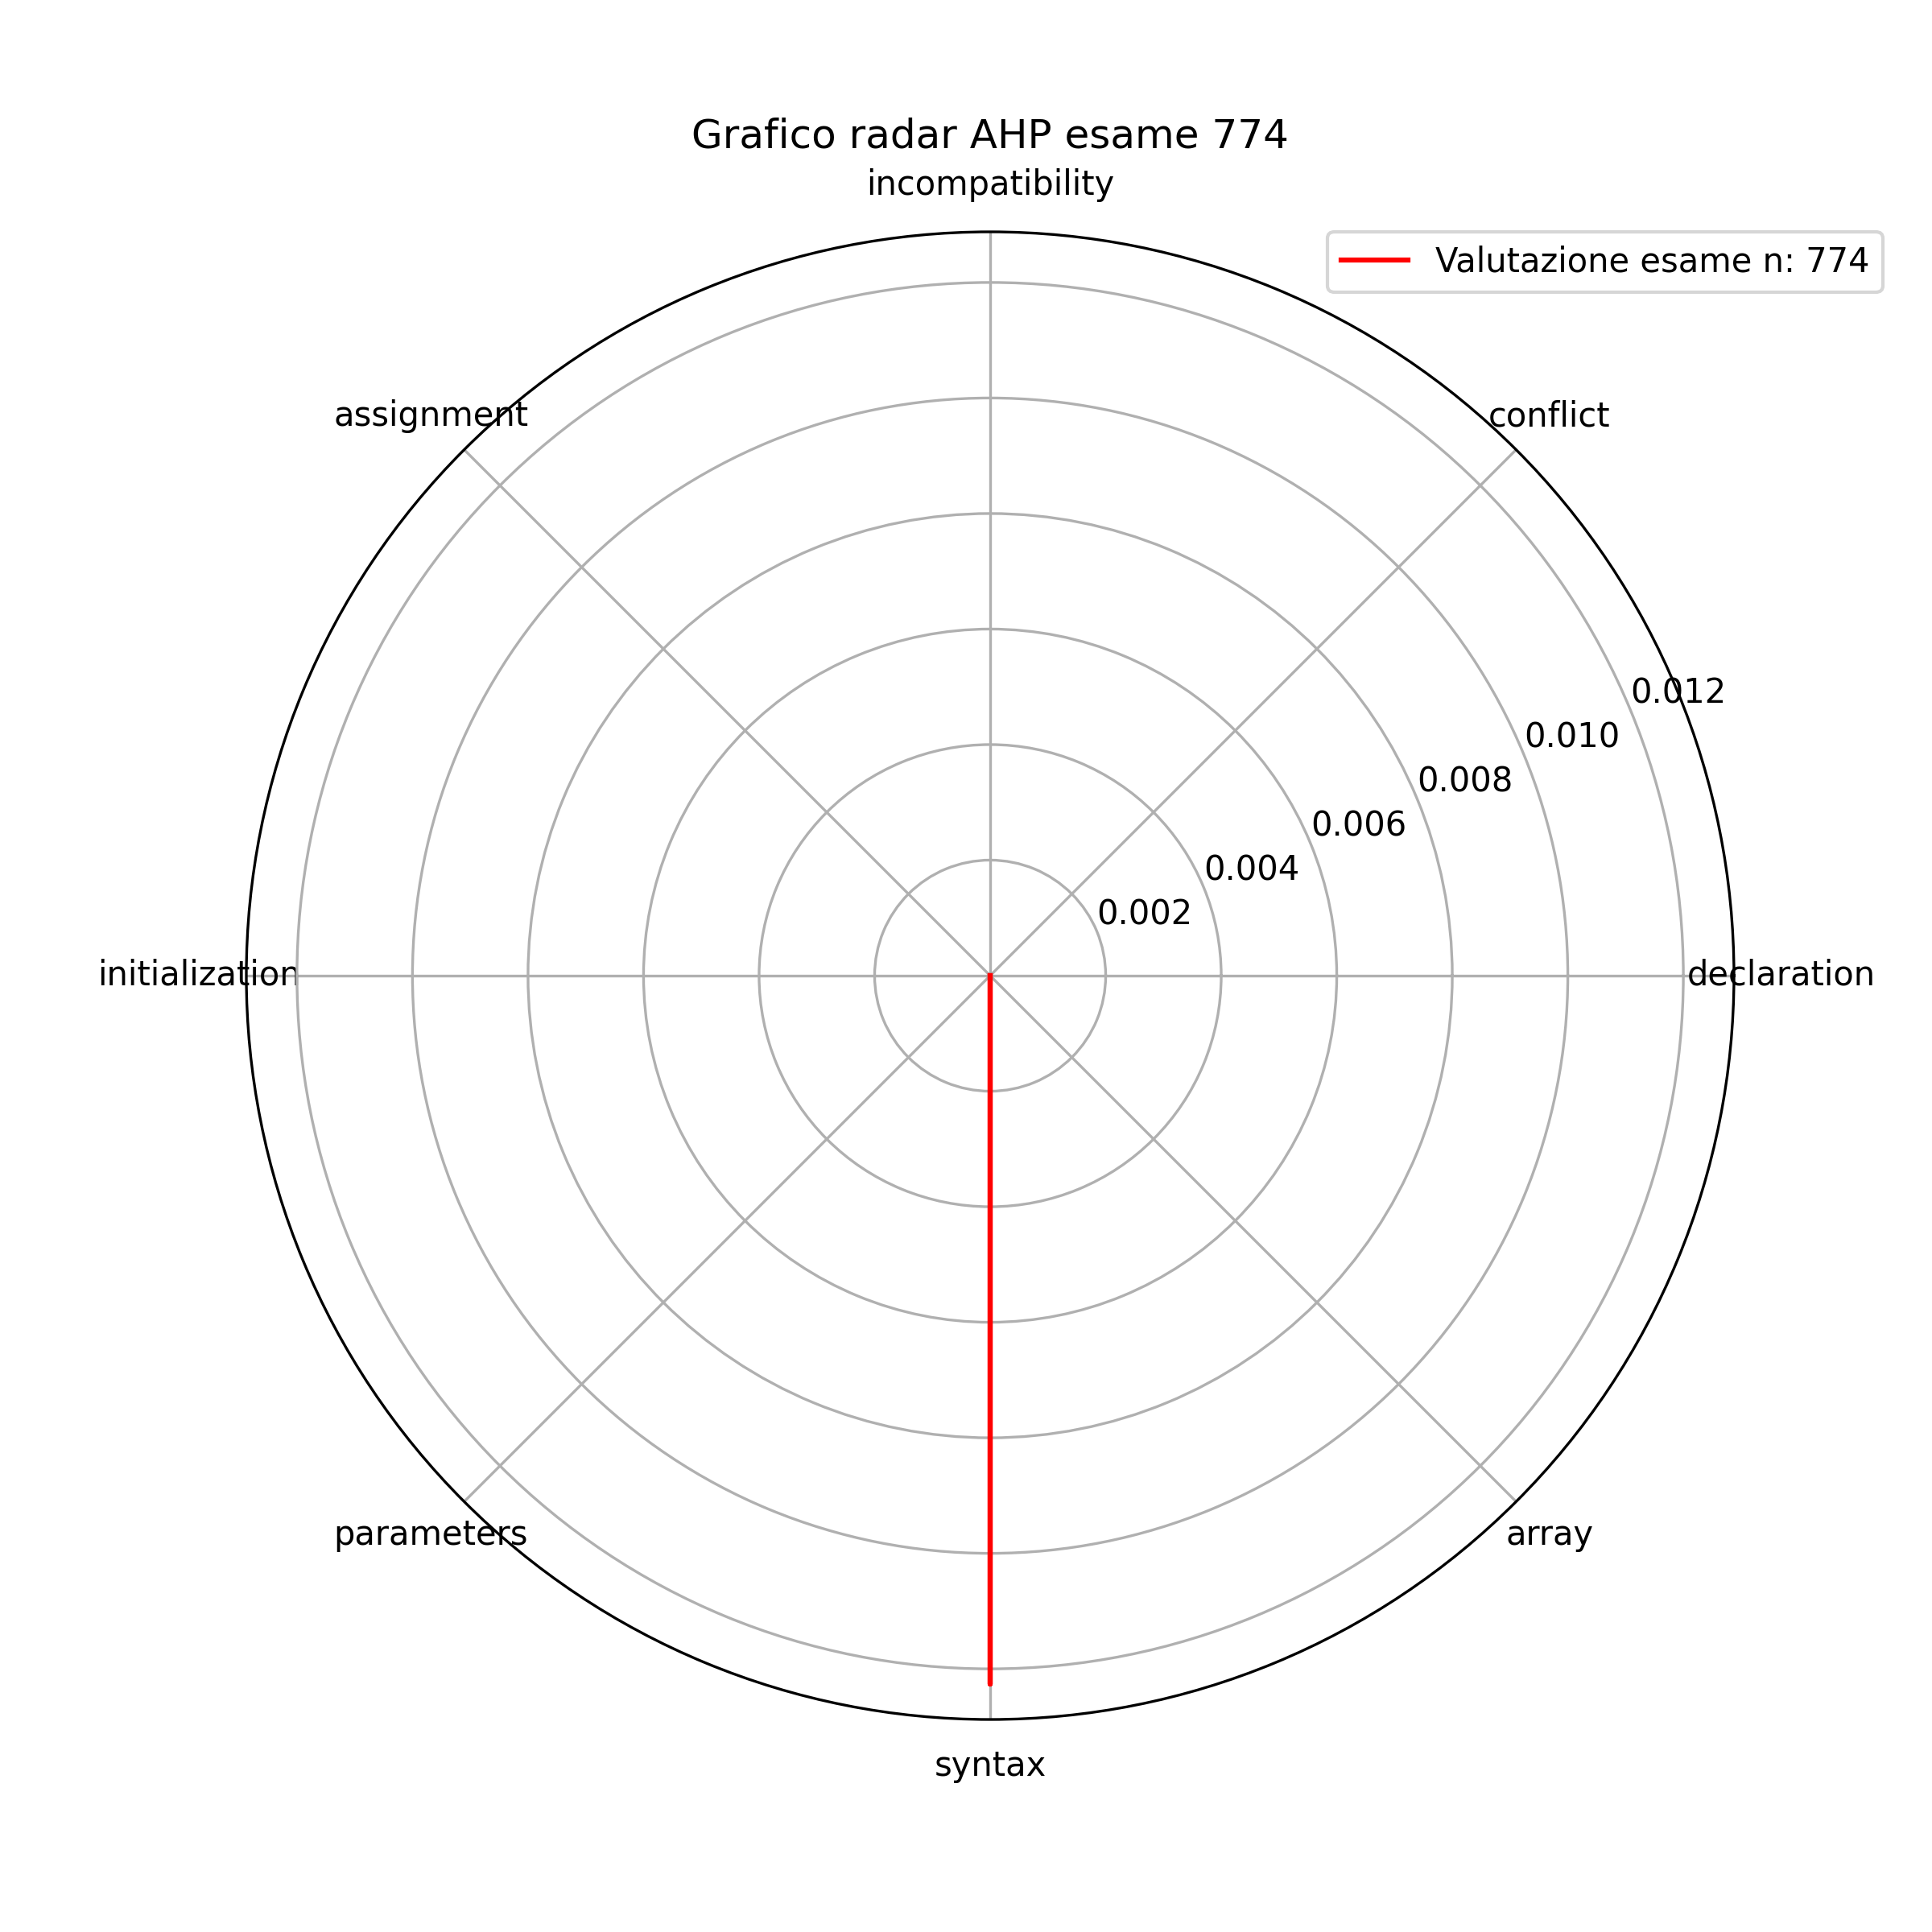 Grafico radar AHP esame 774
incompatibility
Valutazione esame n: 774
assignment
conflict
0.012
0.010
0.008
0.006
0.004
0.002
initialization
declaration
parameters
array
syntax